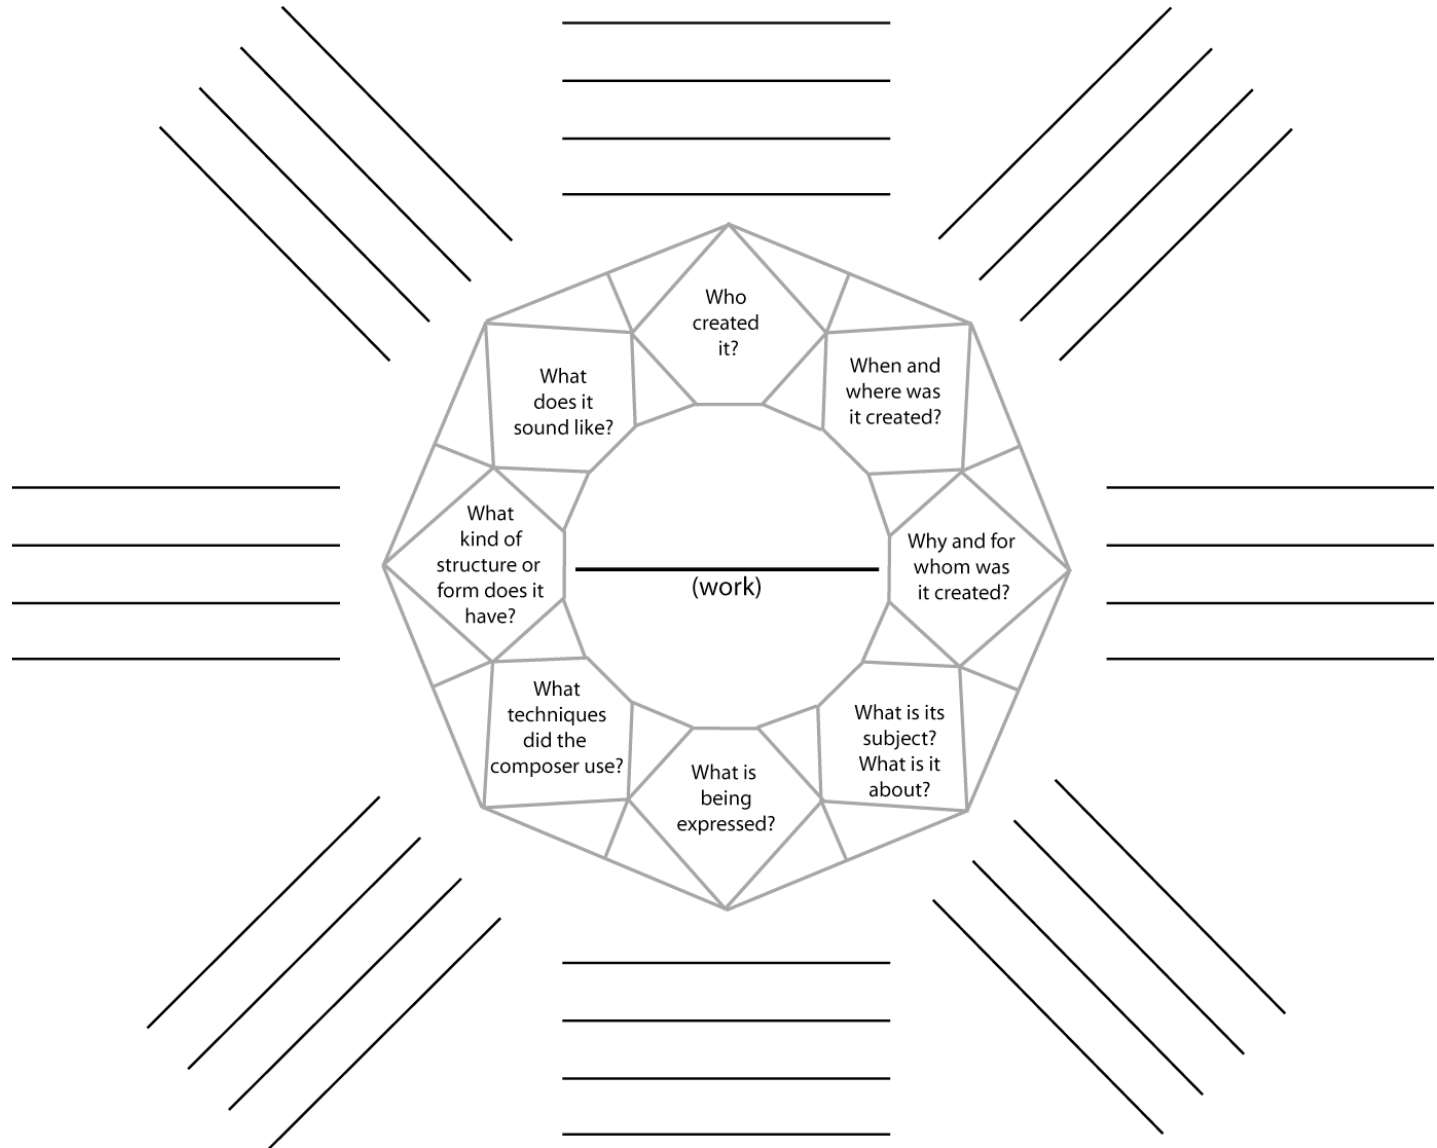 Who
created
it?
When and
where was
it created?
Why and for
whom was
it created?
What is its
subject?
What is it
about?
What is
being
expressed?
What
techniques
did the
composer use?
What
kind of
structure or
form does it
have?
What
does it
sound like?
(work)